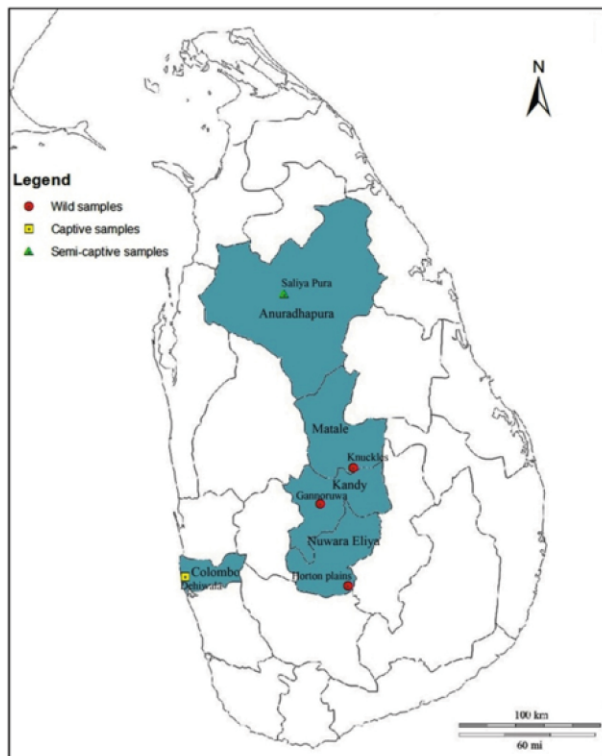 N
Legend
Wild samples
Captive samples
Semi-captive samples
Saliya Pura
Anuradhapura
Matale
Knuckles
Kandy
Gannoruwa
Nuwara Eliya
Horton plains
Colombo
Dehiwala
100 km
60 mi